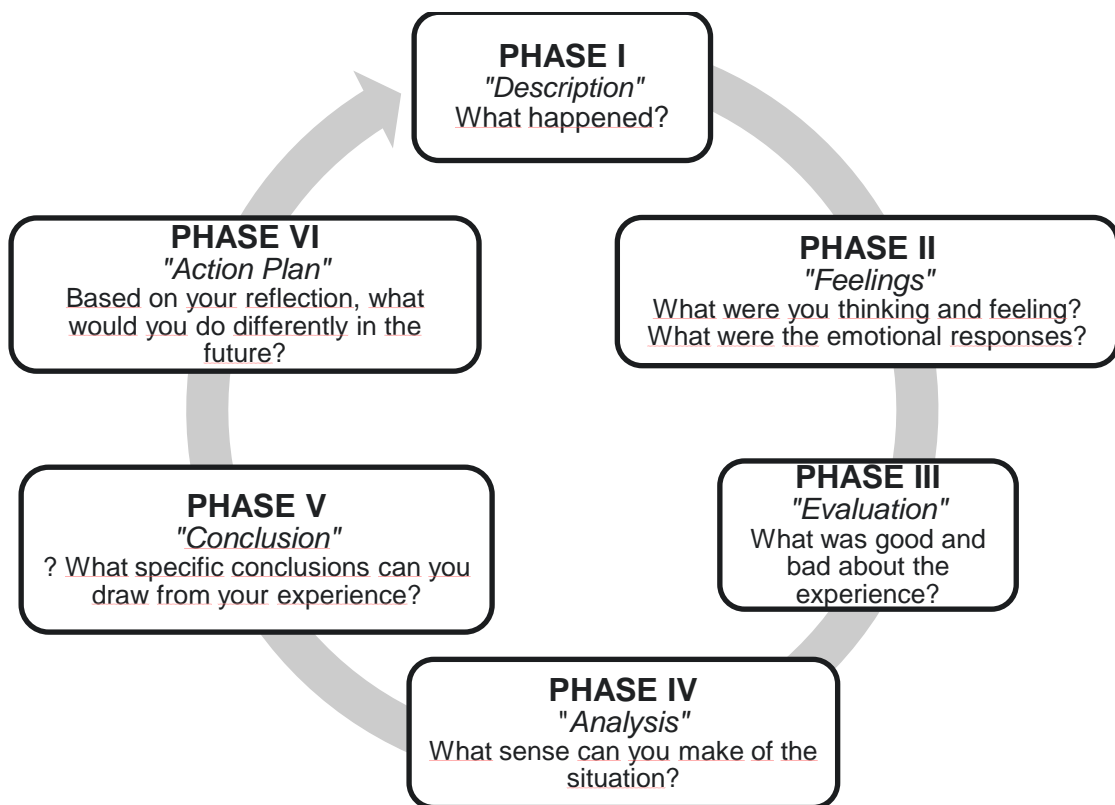 PHASE I
"Description"
What happened?
PHASE II
"Feelings"
What were you thinking and feeling?
What were the emotional responses?
PHASE III
"Evaluation"
What was good and
bad about the
experience?
PHASE IV
"Analysis"
What sense can you make of the
situation?
PHASE V
"Conclusion"
? What specific conclusions can you
draw from your experience?
PHASE VI
"Action Plan"
Based on your reflection, what
would you do differently in the
future?